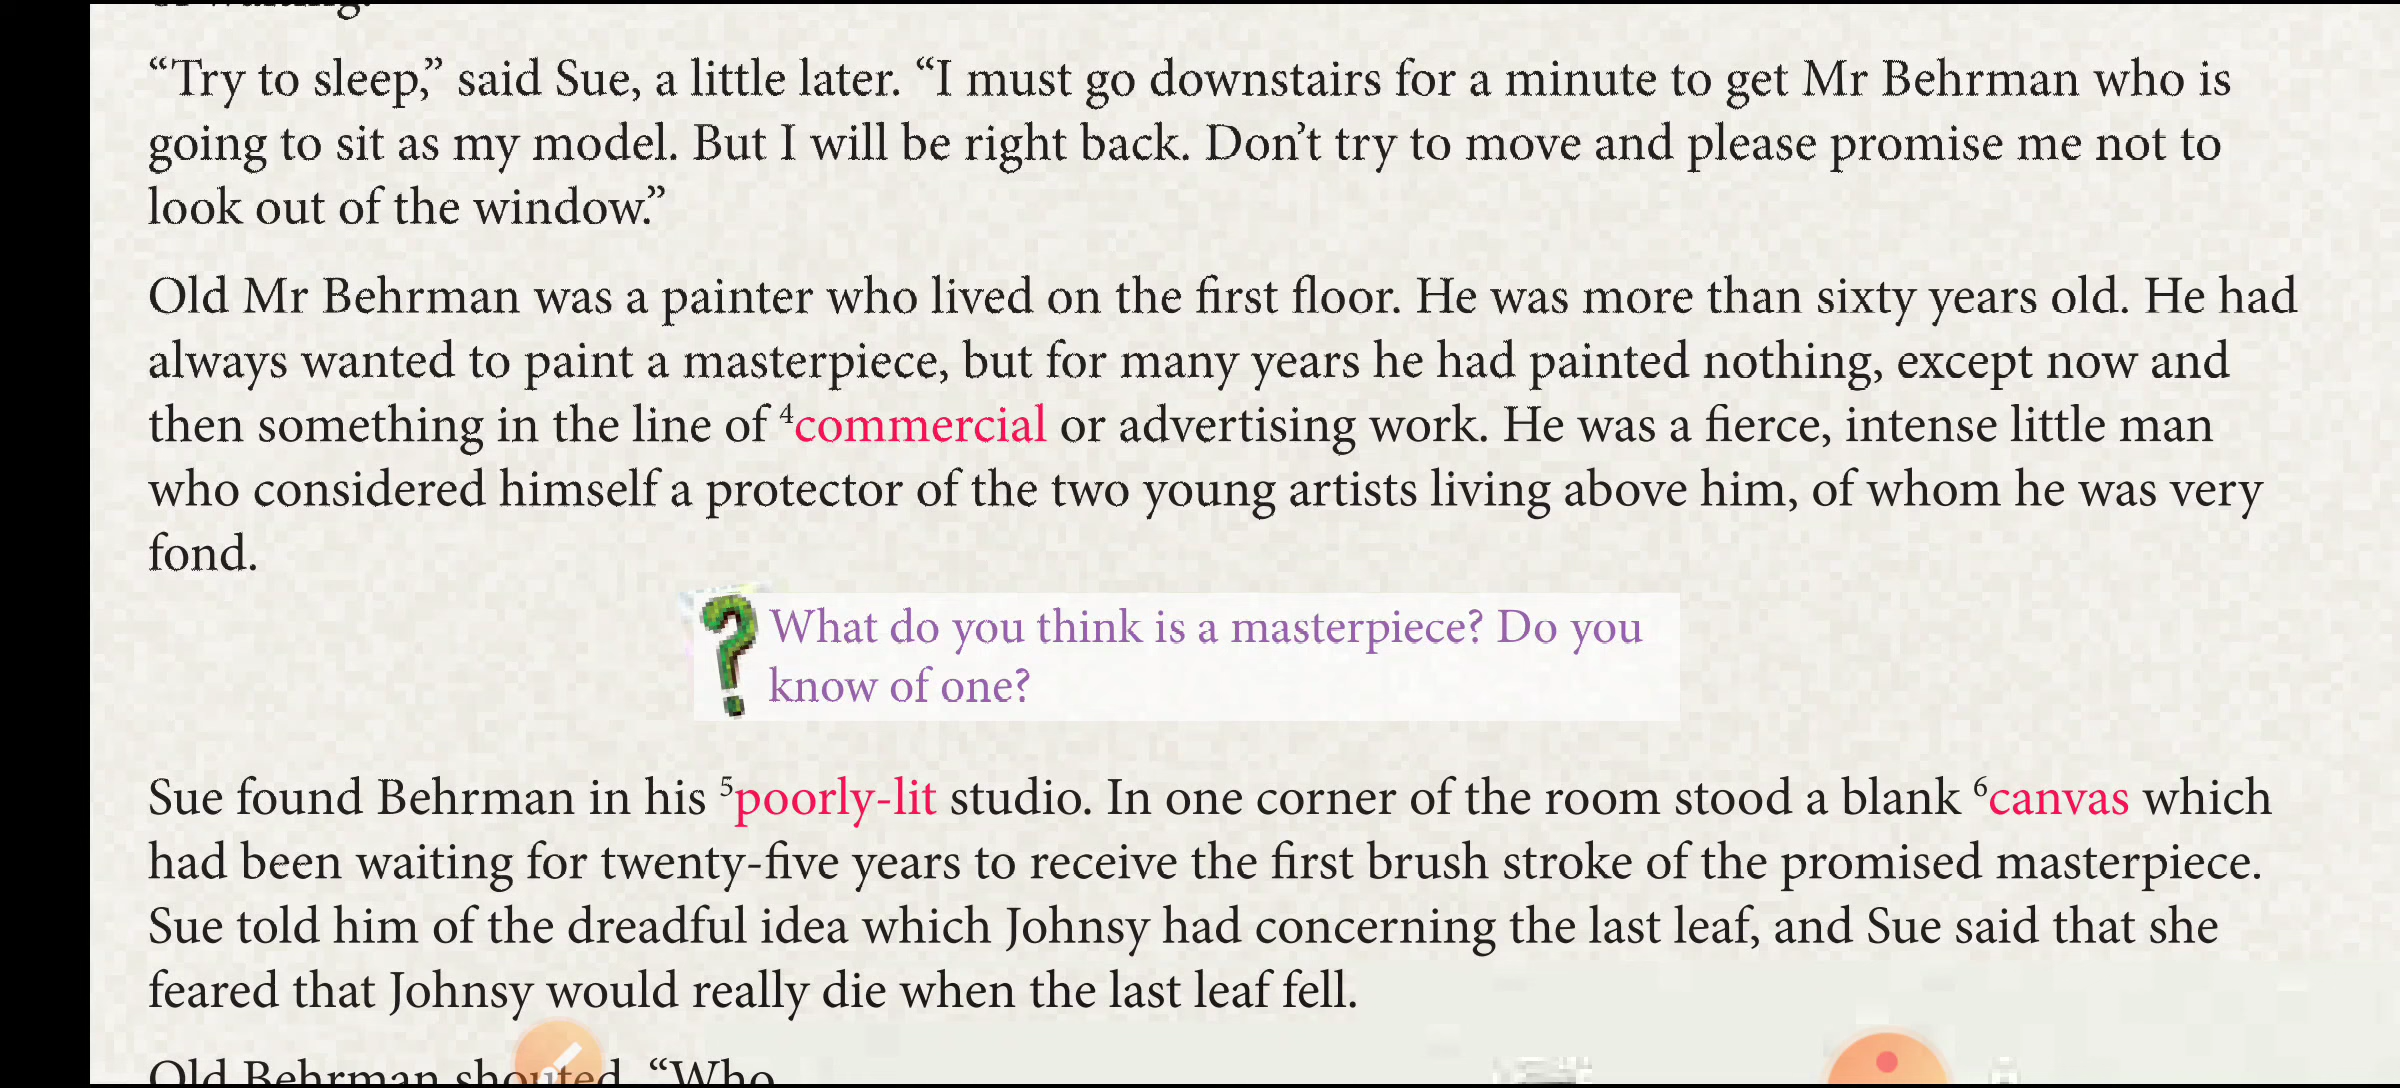 “Try to sleep,” said Sue, a little later. “I must go downstairs for a minute to get Mr Behrman who is
going to sit as my model. But I will be right back. Don’t try to move and please promise me not to
look out of the window.”
Old Mr Behrman was a painter who lived on the first floor. He was more than sixty years old. He had
always wanted to paint a masterpiece, but for many years he had painted nothing, except now and
then something in the line of ⁴commercial or advertising work. He was a fierce, intense little man
who considered himself a protector of the two young artists living above him, of whom he was very
fond.
What do you think is a masterpiece? Do you
know of one?
Sue found Behrman in his ⁵poorly-lit studio. In one corner of the room stood a blank ⁶canvas which
had been waiting for twenty-five years to receive the first brush stroke of the promised masterpiece.
Sue told him of the dreadful idea which Johnsy had concerning the last leaf, and Sue said that she
feared that Johnsy would really die when the last leaf fell.
Old Behrman shouted, “Who